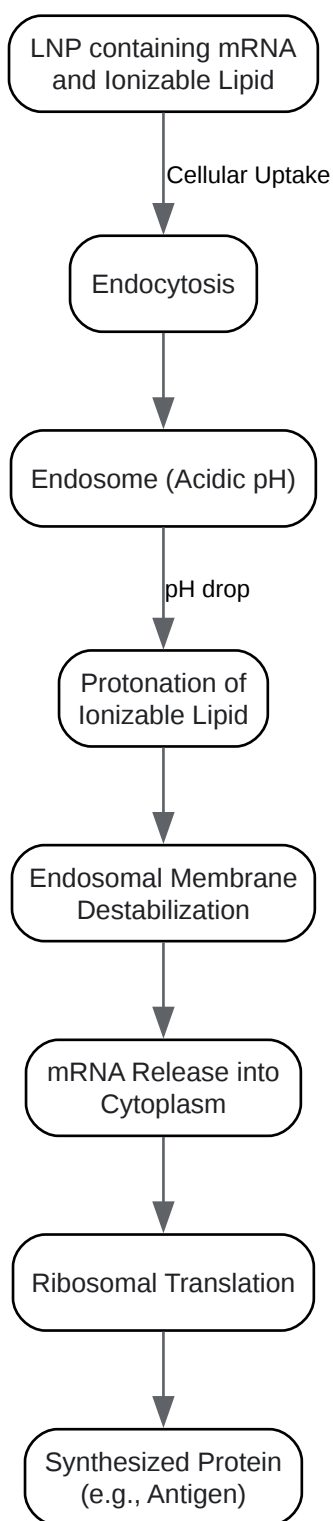 LNP containing mRNA
and Ionizable Lipid
Cellular Uptake
Endocytosis
Endosome (Acidic pH)
pH drop
Protonation of
Ionizable Lipid
Endosomal Membrane
Destabilization
mRNA Release into
Cytoplasm
Ribosomal Translation
Synthesized Protein
(e.g., Antigen)